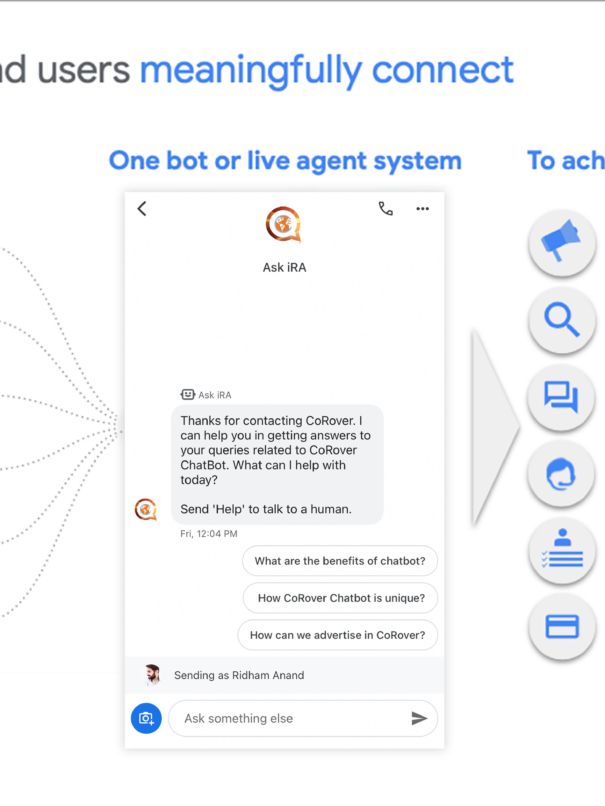 nd users meaningfully connect
One bot or live agent system
To ach
Ask iRA
Ask iRA
Thanks for contacting CoRover. I
can help you in getting answers to
your queries related to CoRover
ChatBot. What can I help with
today?
Send 'Help' to talk to a human.
Fri, 12:04 PM
What are the benefits of chatbot?
How CoRover Chatbot is unique?
How can we advertise in CoRover?
Sending as Ridham Anand
Ask something else